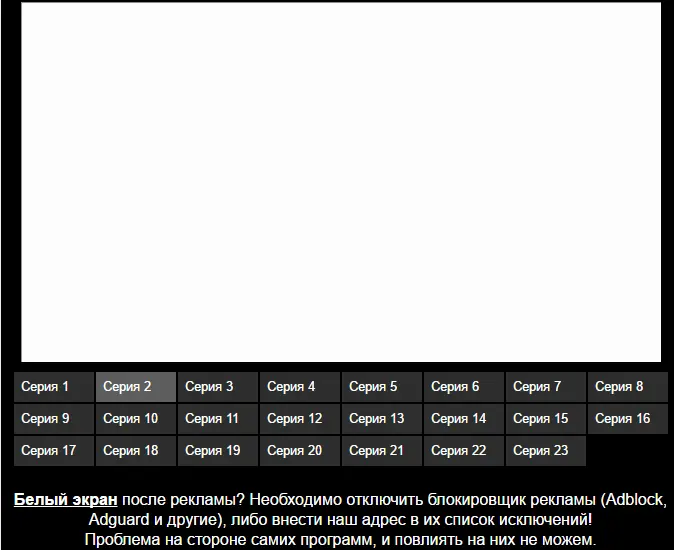 Серия 1 Серия 2 Серия 3 Серия 4 Серия 5 Серия 6 Серия 7 Серия 8
Серия 9 Серия 10 Серия 11 Серия 12 Серия 13 Серия 14 Серия 15 Серия 16
Серия 17 Серия 18 Серия 19 Серия 20 Серия 21 Серия 22 Серия 23
Белый экран после рекламы? Необходимо отключить блокировщик рекламы (Adblock,
Adguard и другие), либо внести наш адрес в их список исключений!
Проблема на стороне самих программ, и повлиять на них не можем.